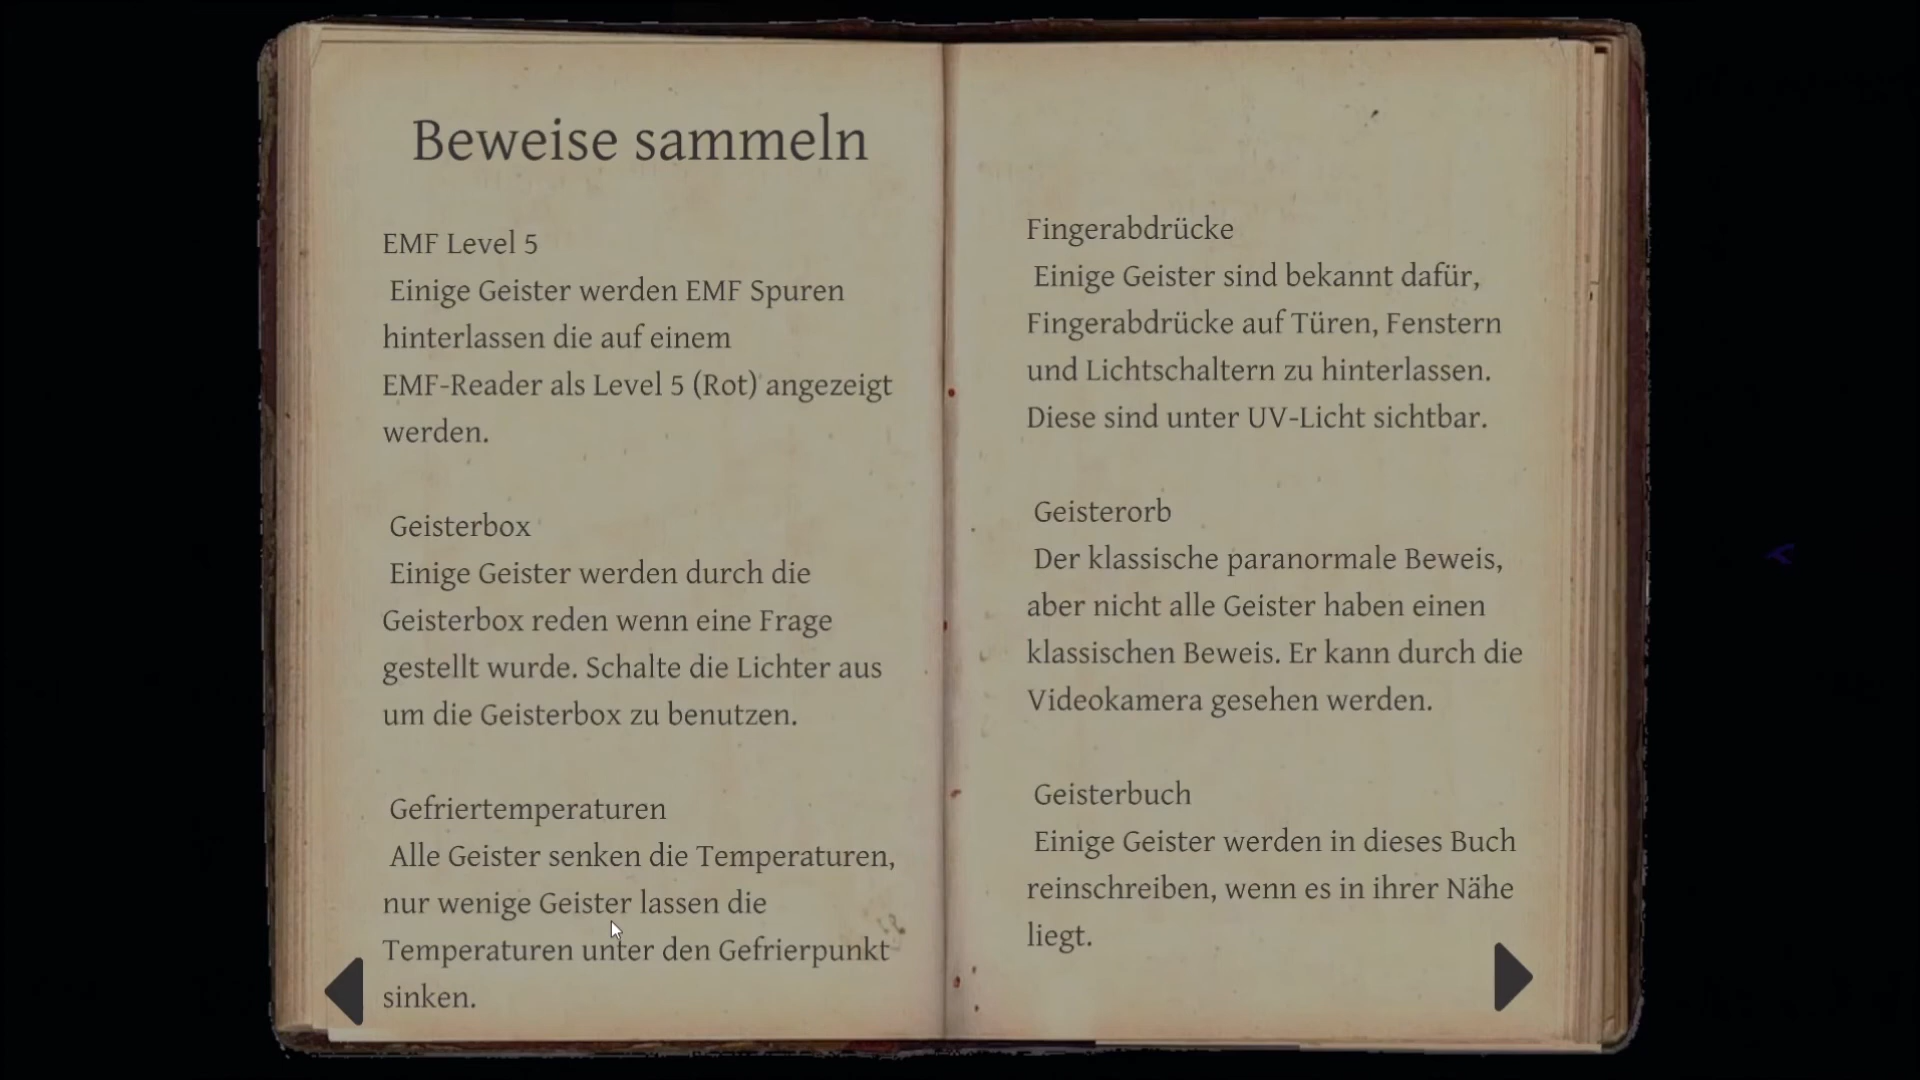 Beweise sammeln
EMF Level 5
Einige Geister werden EMF Spuren
hinterlassen die auf einem
EMF-Reader als Level 5 (Rot) angezeigt
werden.
Geisterbox
Einige Geister werden durch die
Geisterbox reden wenn eine Frage
gestellt wurde. Schalte die Lichter aus
um die Geisterbox zu benutzen.
Gefriertemperaturen
Alle Geister senken die Temperaturen,
nur wenige Geister lassen die
Temperaturen unter den Gefrierpunkt
sinken.
Fingerabdrücke
Einige Geister sind bekannt dafür,
Fingerabdrücke auf Türen, Fenstern
und Lichtschaltern zu hinterlassen.
Diese sind unter UV-Licht sichtbar.
Geisterorb
Der klassische paranormale Beweis,
aber nicht alle Geister haben einen
klassischen Beweis. Er kann durch die
Videokamera gesehen werden.
Geisterbuch
Einige Geister werden in dieses Buch
reinschreiben, wenn es in ihrer Nähe
liegt.